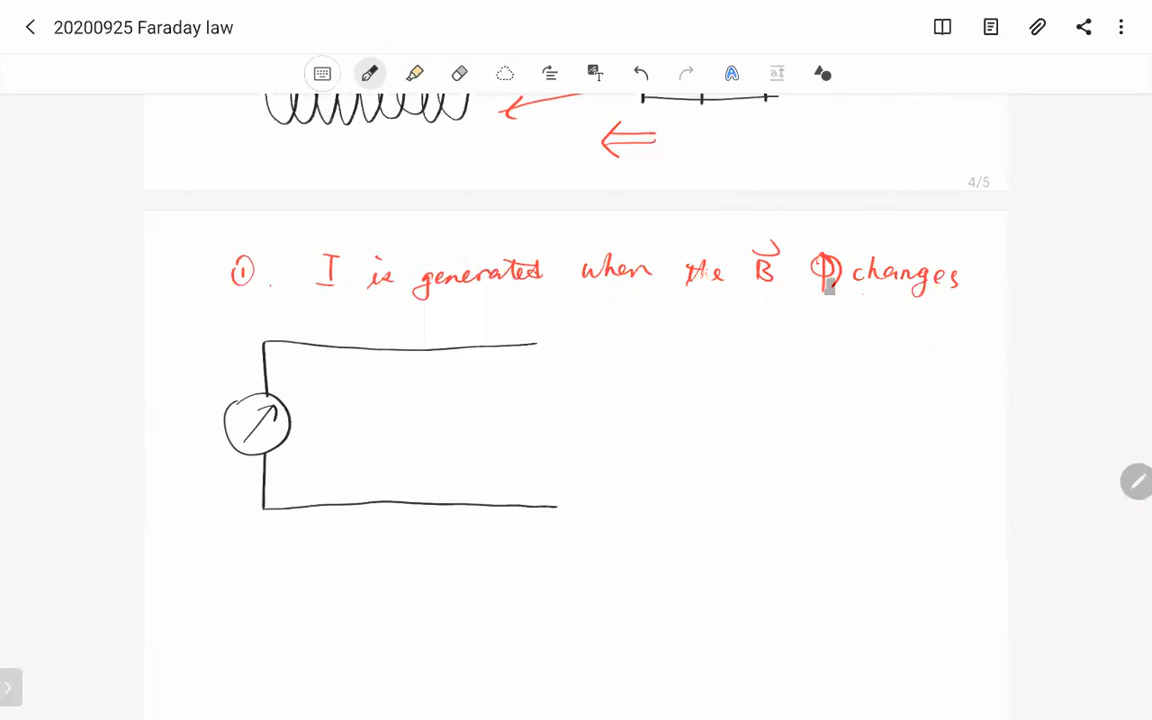 20200925 Faraday law
4/5
①. I is generated when the B⃗ Φ changes